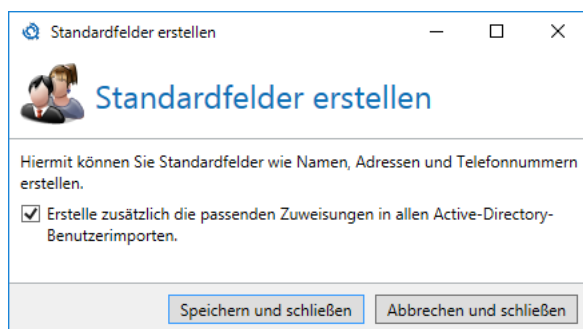 Standardfelder erstellen
Standardfelder erstellen
Hiermit können Sie Standardfelder wie Namen, Adressen und Telefonnummern
erstellen.
Erstelle zusätzlich die passenden Zuweisungen in allen Active-Directory-
Benutzerimporten.
Speichern und schließen Abbrechen und schließen